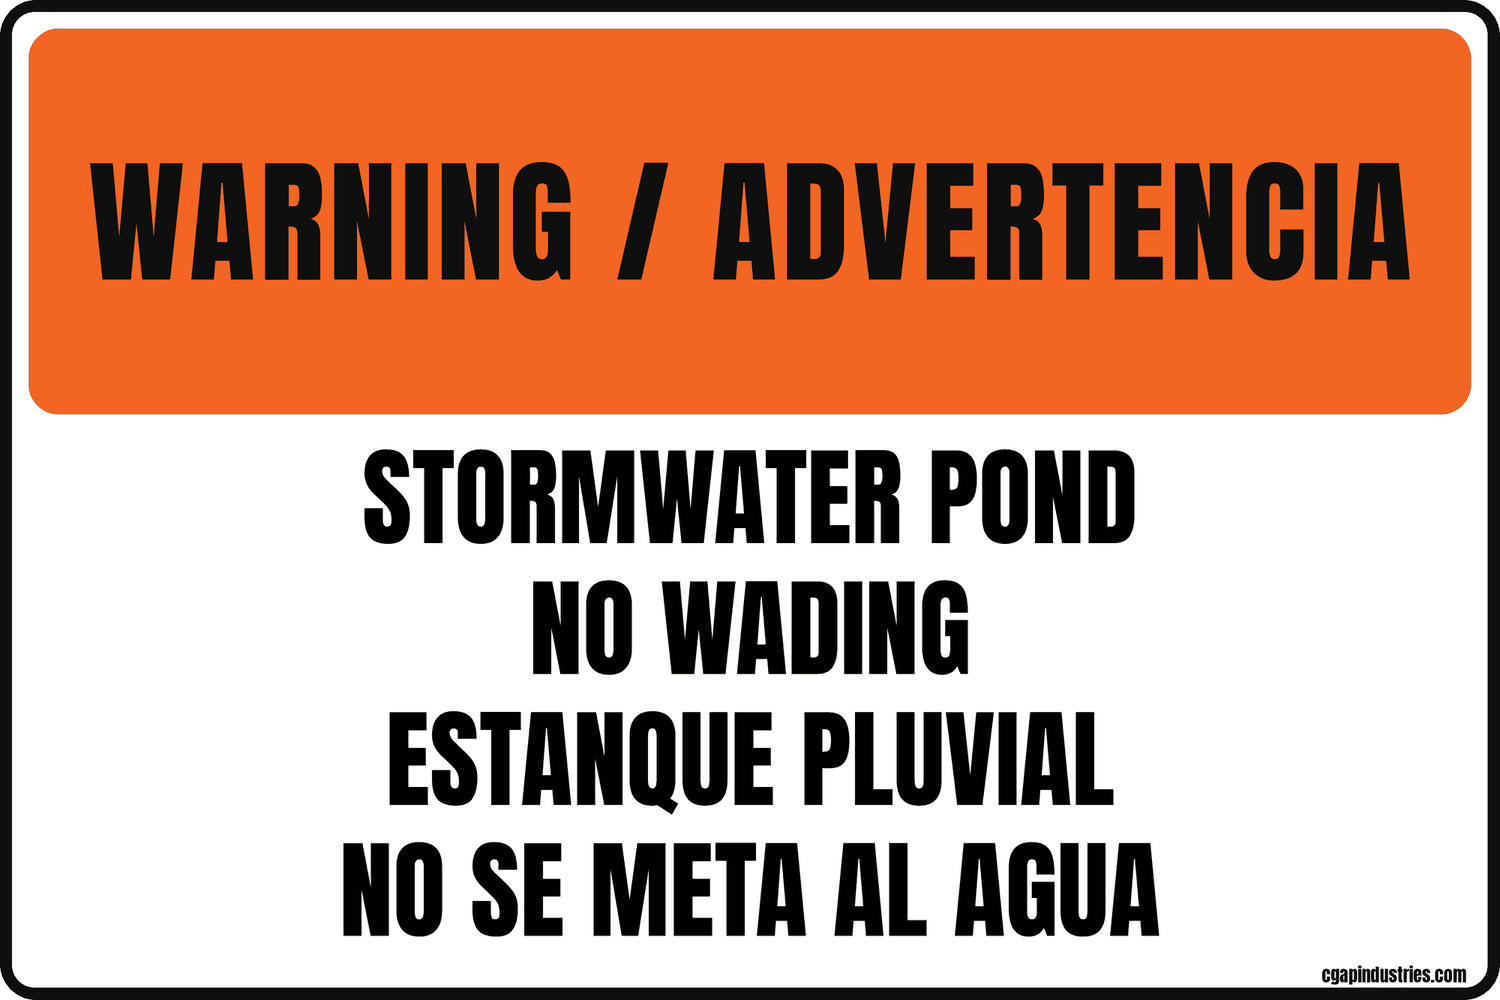 WARNING / ADVERTENCIA
STORMWATER POND
NO WADING
ESTANQUE PLUVIAL
NO SE META AL AGUA
cgapindustries.com